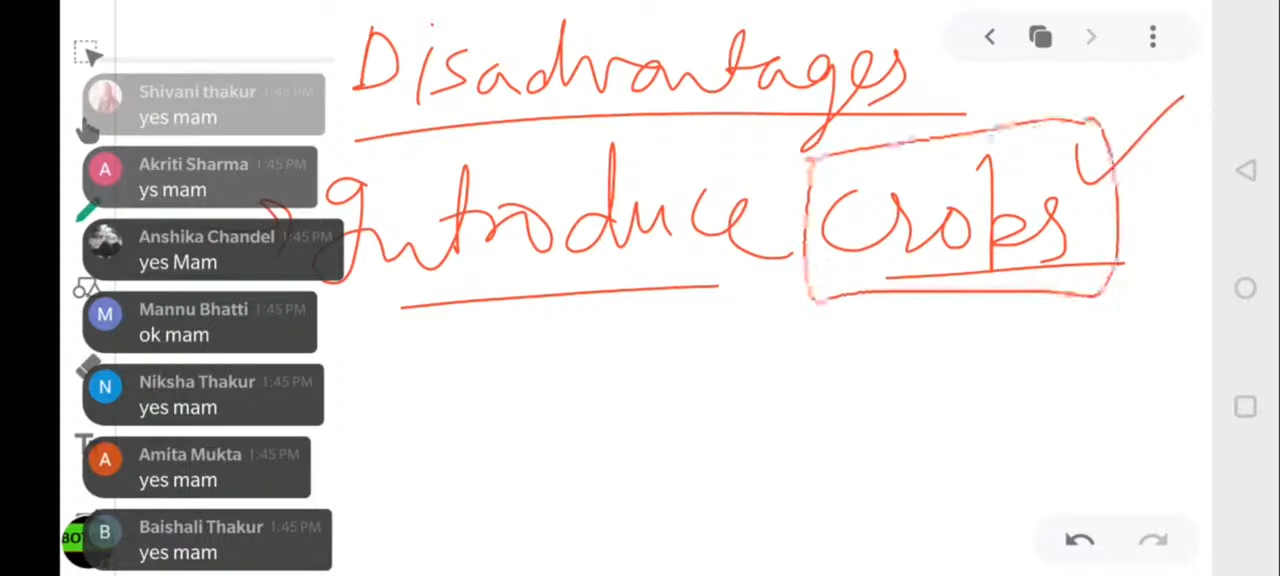 Disadvantages
Introduce crops
Shivani thakur 1:45 PM
yes mam
Akriti Sharma 1:45 PM
ys mam
Anshika Chandel 1:45 PM
yes Mam
Mannu Bhatti 1:45 PM
ok mam
Niksha Thakur 1:45 PM
yes mam
Amita Mukta 1:45 PM
yes mam
Baishali Thakur 1:45 PM
yes mam